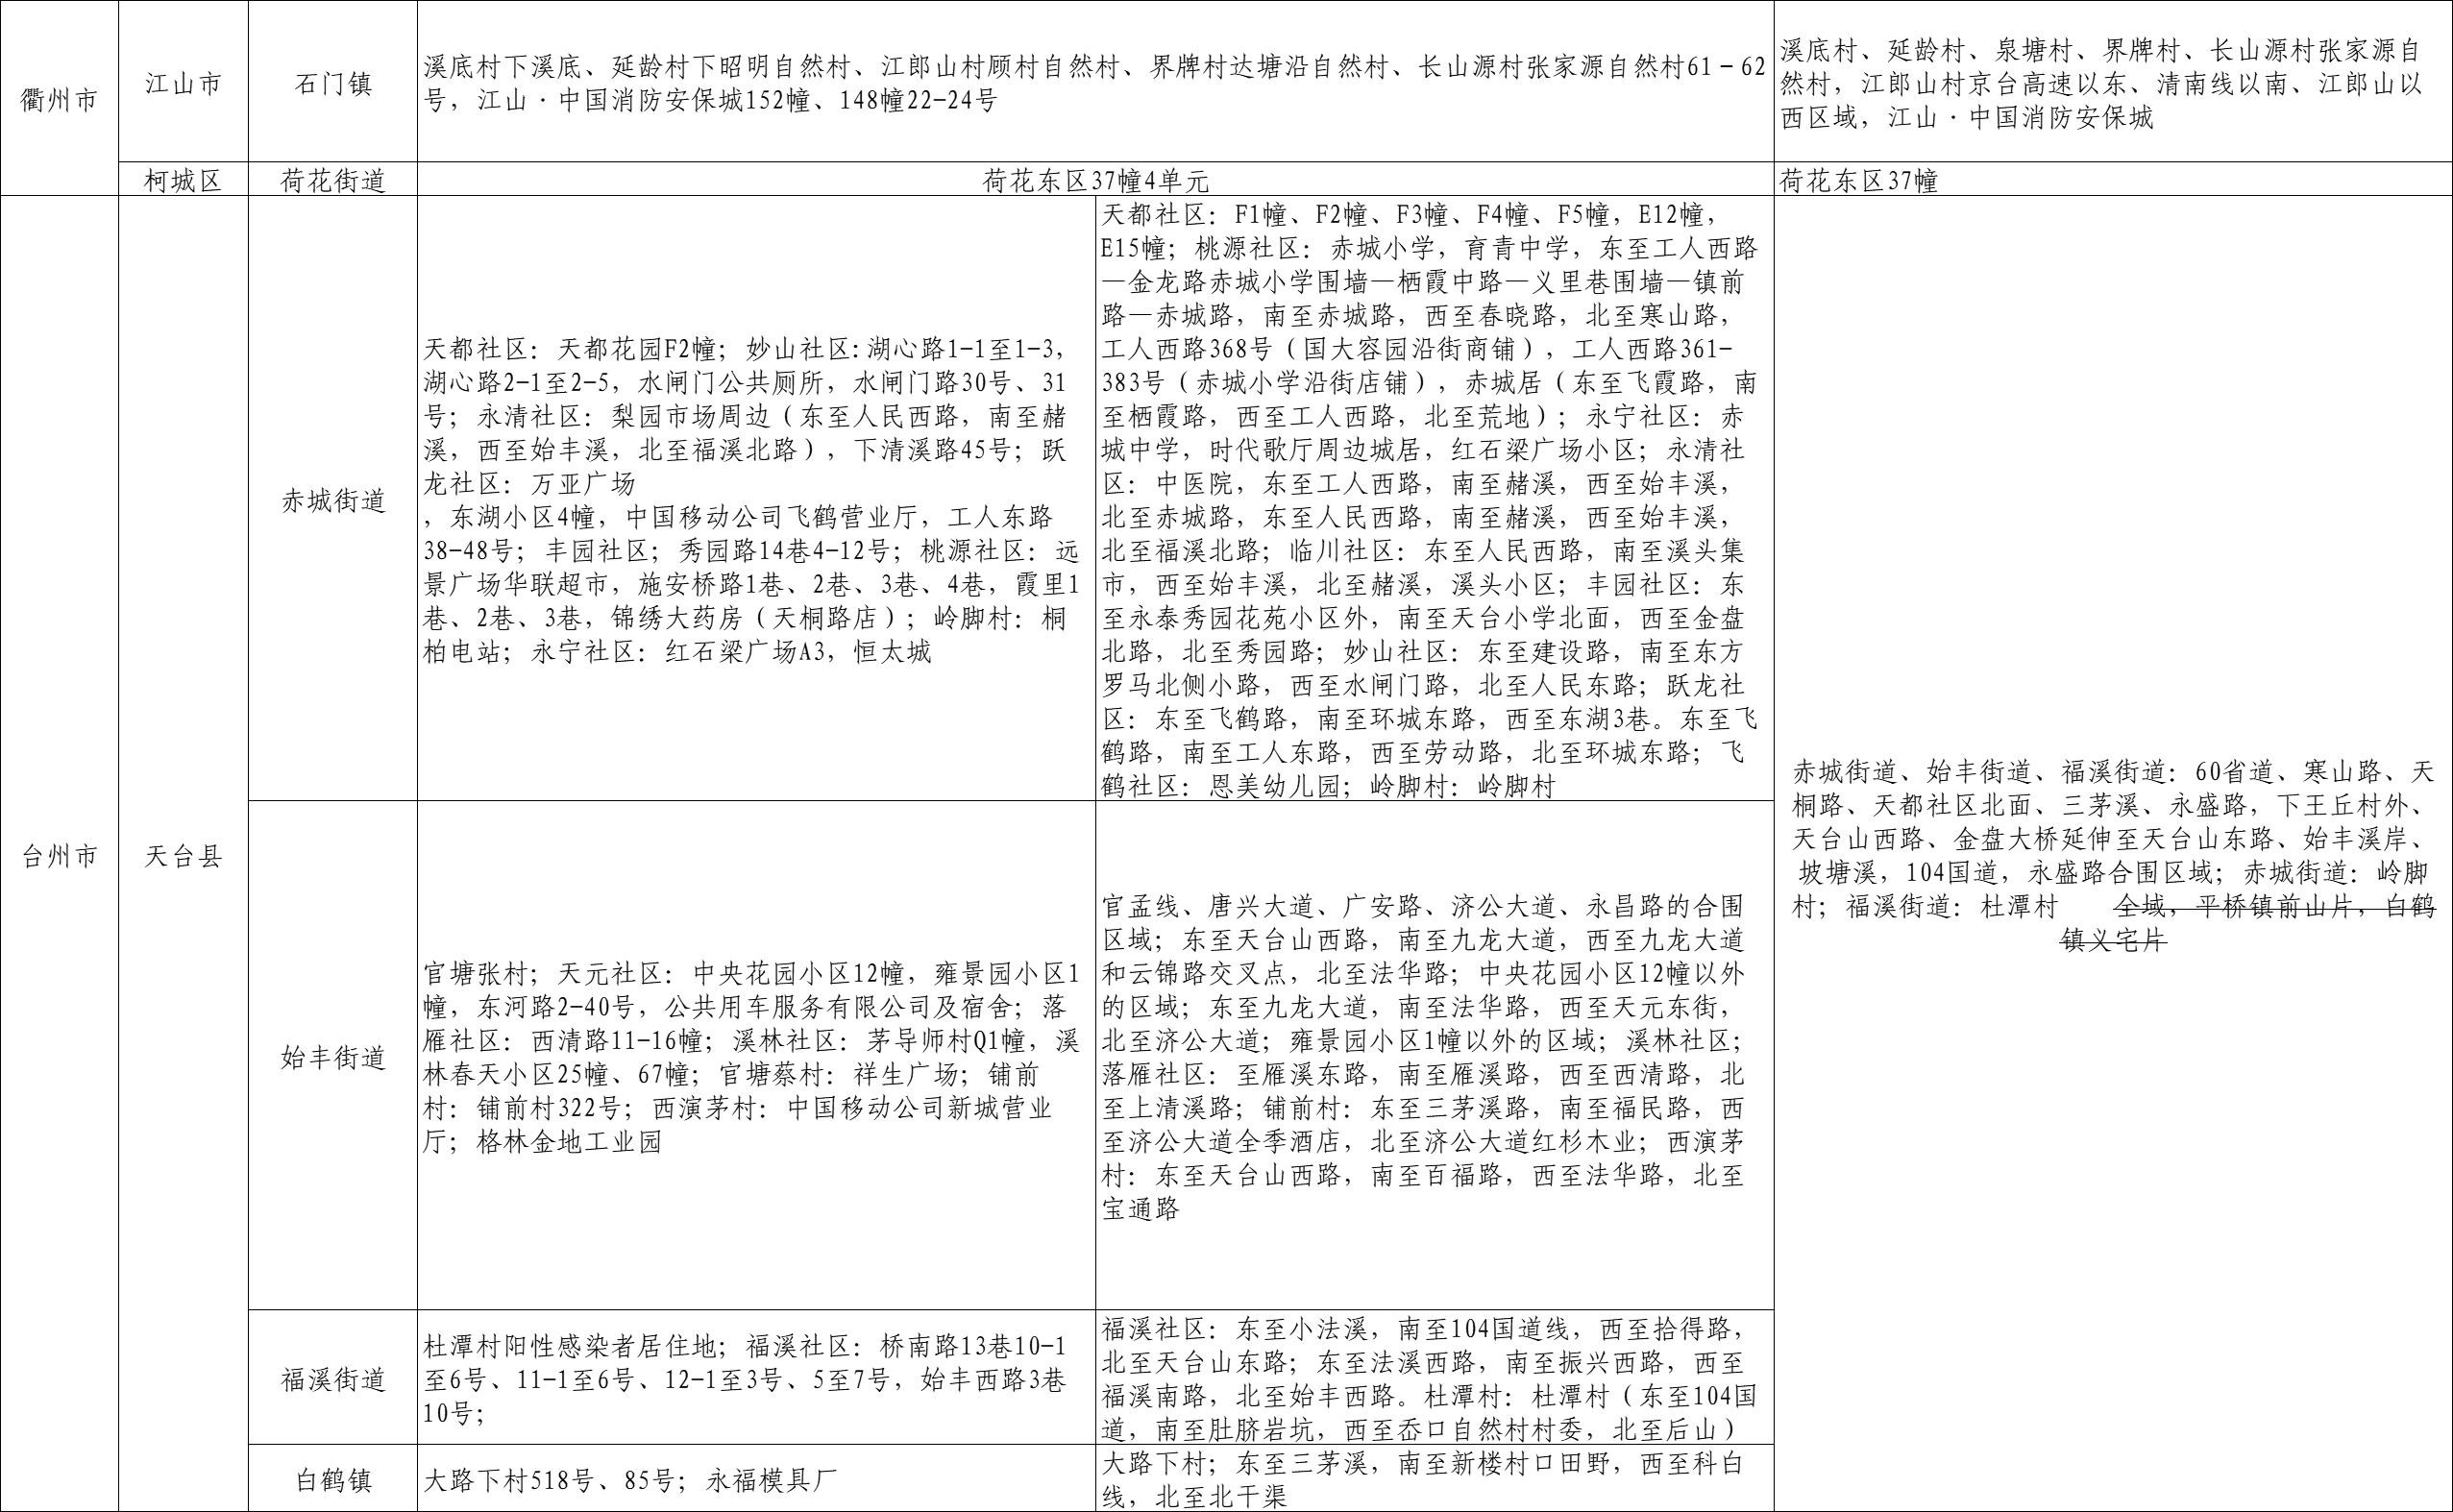 衢州市
江山市
石门镇
溪底村下溪底、延龄村下昭明自然村、江郎山村顾村自然村、界牌村达塘沿自然村、长山源村张家源自然村61－62
号，江山·中国消防安保城152幢、148幢22-24号
溪底村、延龄村、泉塘村、界牌村、长山源村张家源自
然村，江郎山村京台高速以东、清南线以南、江郎山以
西区域，江山·中国消防安保城
柯城区
荷花街道
荷花东区37幢4单元
荷花东区37幢
台州市
天台县
赤城街道
天都社区：天都花园F2幢；妙山社区:湖心路1-1至1-3，
湖心路2-1至2-5，水闸门公共厕所，水闸门路30号、31
号；永清社区：梨园市场周边（东至人民西路，南至赭
溪，西至始丰溪，北至福溪北路），下清溪路45号；跃
龙社区：万亚广场
，东湖小区4幢，中国移动公司飞鹤营业厅，工人东路
38-48号；丰园社区；秀园路14巷4-12号；桃源社区：远
景广场华联超市，施安桥路1巷、2巷、3巷、4巷，霞里1
巷、2巷、3巷，锦绣大药房（天桐路店）；岭脚村：桐
柏电站；永宁社区：红石梁广场A3，恒太城
天都社区：F1幢、F2幢、F3幢、F4幢、F5幢，E12幢，
E15幢；桃源社区：赤城小学，育青中学，东至工人西路
—金龙路赤城小学围墙—栖霞中路—义里巷围墙—镇前
路—赤城路，南至赤城路，西至春晓路，北至寒山路，
工人西路368号（国大容园沿街商铺），工人西路361-
383号（赤城小学沿街店铺），赤城居（东至飞霞路，南
至栖霞路，西至工人西路，北至荒地）；永宁社区：赤
城中学，时代歌厅周边城居，红石梁广场小区；永清社
区：中医院，东至工人西路，南至赭溪，西至始丰溪，
北至赤城路，东至人民西路，南至赭溪，西至始丰溪，
北至福溪北路；临川社区：东至人民西路，南至溪头集
市，西至始丰溪，北至赭溪，溪头小区；丰园社区：东
至永泰秀园花苑小区外，南至天台小学北面，西至金盘
北路，北至秀园路；妙山社区：东至建设路，南至东方
罗马北侧小路，西至水闸门路，北至人民东路；跃龙社
区：东至飞鹤路，南至环城东路，西至东湖3巷。东至飞
鹤路，南至工人东路，西至劳动路，北至环城东路；飞
鹤社区：恩美幼儿园；岭脚村：岭脚村
赤城街道、始丰街道、福溪街道：60省道、寒山路、天
桐路、天都社区北面、三茅溪、永盛路，下王丘村外、
天台山西路、金盘大桥延伸至天台山东路、始丰溪岸、
坡塘溪，104国道，永盛路合围区域；赤城街道：岭脚
村；福溪街道：杜潭村　　全域，平桥镇前山片，白鹤
镇义宅片
始丰街道
官塘张村；天元社区：中央花园小区12幢，雍景园小区1
幢，东河路2-40号，公共用车服务有限公司及宿舍；落
雁社区：西清路11-16幢；溪林社区：茅导师村Q1幢，溪
林春天小区25幢、67幢；官塘蔡村：祥生广场；铺前
村：铺前村322号；西演茅村：中国移动公司新城营业
厅；格林金地工业园
官孟线、唐兴大道、广安路、济公大道、永昌路的合围
区域；东至天台山西路，南至九龙大道，西至九龙大道
和云锦路交叉点，北至法华路；中央花园小区12幢以外
的区域；东至九龙大道，南至法华路，西至天元东街，
北至济公大道；雍景园小区1幢以外的区域；溪林社区；
落雁社区：至雁溪东路，南至雁溪路，西至西清路，北
至上清溪路；铺前村：东至三茅溪路，南至福民路，西
至济公大道全季酒店，北至济公大道红杉木业；西演茅
村：东至天台山西路，南至百福路，西至法华路，北至
宝通路
福溪街道
杜潭村阳性感染者居住地；福溪社区：桥南路13巷10-1
至6号、11-1至6号、12-1至3号、5至7号，始丰西路3巷
10号；
福溪社区：东至小法溪，南至104国道线，西至拾得路，
北至天台山东路；东至法溪西路，南至振兴西路，西至
福溪南路，北至始丰西路。杜潭村：杜潭村（东至104国
道，南至肚脐岩坑，西至岙口自然村村委，北至后山）
白鹤镇
大路下村518号、85号；永福模具厂
大路下村；东至三茅溪，南至新楼村口田野，西至科白
线，北至北干渠